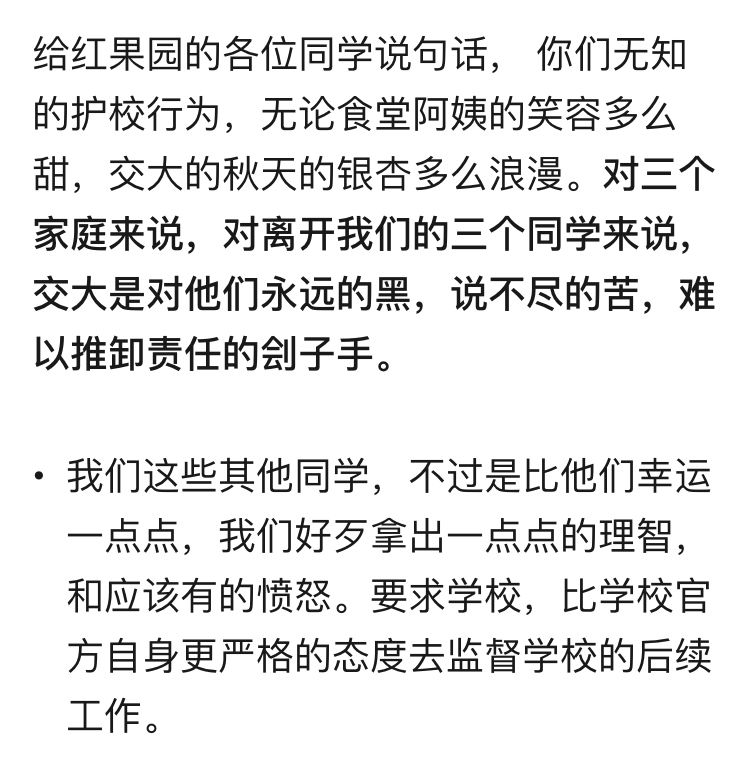 给红果园的各位同学说句话， 你们无知
的护校行为，无论食堂阿姨的笑容多么
甜，交大的秋天的银杏多么浪漫。对三个
家庭来说，对离开我们的三个同学来说，
交大是对他们永远的黑，说不尽的苦，难
以推卸责任的刽子手。
• 我们这些其他同学，不过是比他们幸运
一点点，我们好歹拿出一点点的理智，
和应该有的愤怒。要求学校，比学校官
方自身更严格的态度去监督学校的后续
工作。